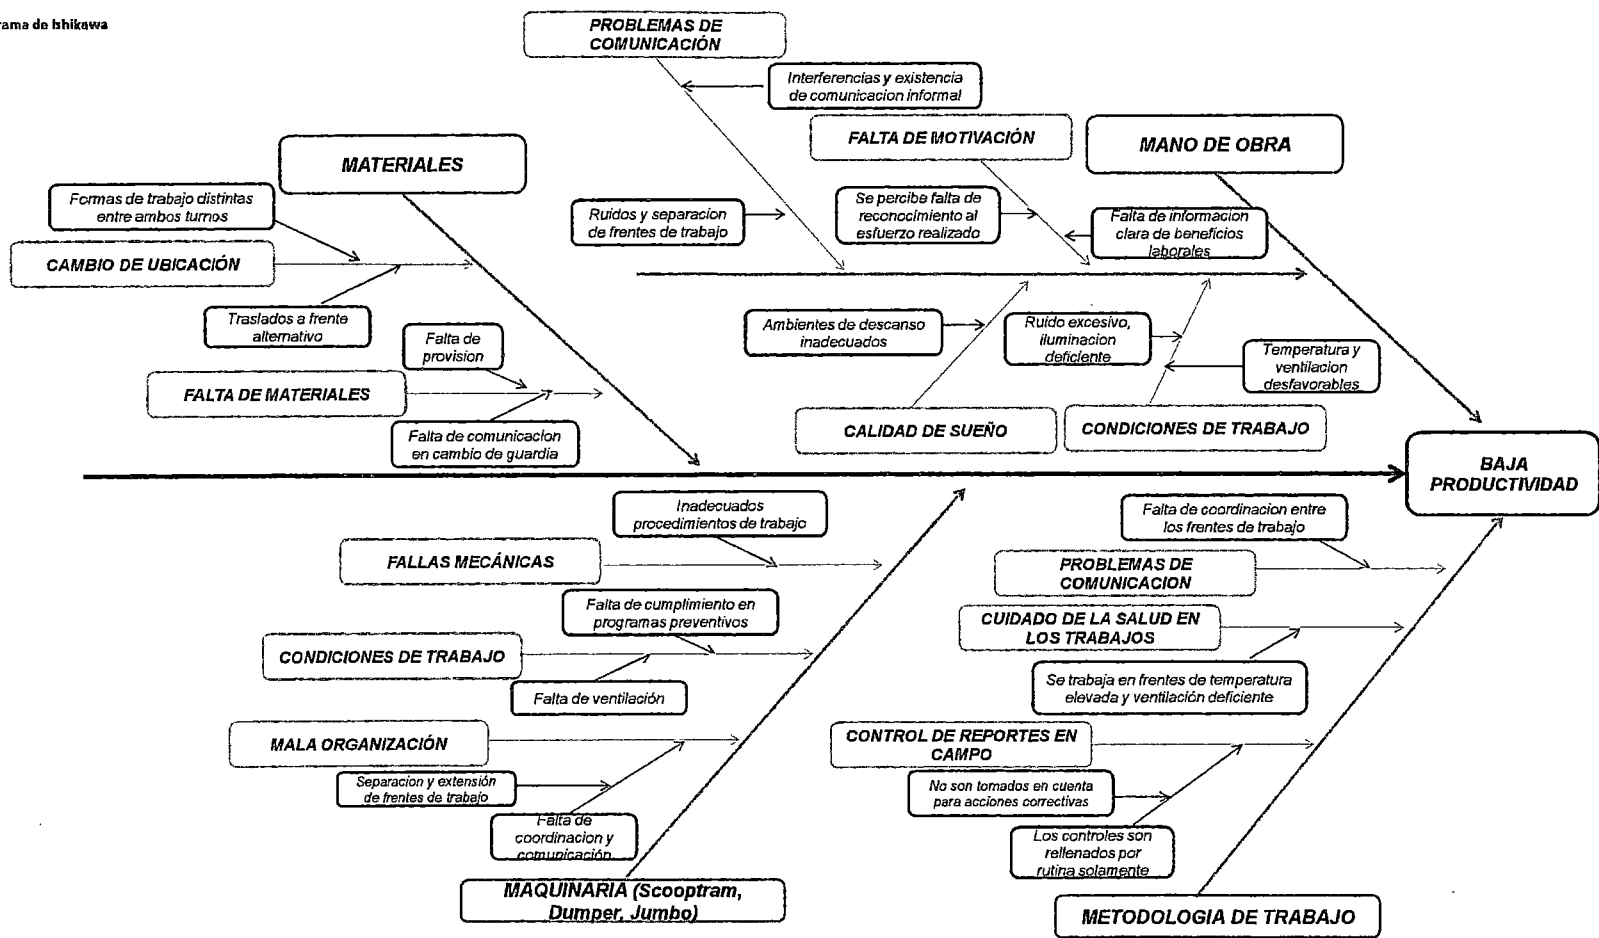 rama de Ishikawa
PROBLEMAS DE
COMUNICACIÓN
Interferencias y existencia
de comunicacion informal
FALTA DE MOTIVACIÓN
MANO DE OBRA
MATERIALES
Formas de trabajo distintas
entre ambos turnos
Ruidos y separacion
de frentes de trabajo
Se percibe falta de
reconocimiento al
esfuerzo realizado
Falta de informacion
clara de beneficios
laborales
CAMBIO DE UBICACIÓN
Traslados a frente
alternativo
Falta de
provision
Ambientes de descanso
inadecuados
Ruido excesivo,
iluminacion
deficiente
Temperatura y
ventilacion
desfavorables
FALTA DE MATERIALES
Falta de comunicacion
en cambio de guardia
CALIDAD DE SUEÑO
CONDICIONES DE TRABAJO
BAJA
PRODUCTIVIDAD
Inadecuados
procedimientos de trabajo
Falta de coordinacion entre
los frentes de trabajo
FALLAS MECÁNICAS
PROBLEMAS DE
COMUNICACION
Falta de cumplimiento en
programas preventivos
CUIDADO DE LA SALUD EN
LOS TRABAJOS
CONDICIONES DE TRABAJO
Falta de ventilación
Se trabaja en frentes de temperatura
elevada y ventilación deficiente
MALA ORGANIZACIÓN
CONTROL DE REPORTES EN
CAMPO
Separacion y extensión
de frentes de trabajo
No son tomados en cuenta
para acciones correctivas
Falta de
coordinacion y
comunicación
Los controles son
rellenados por
rutina solamente
MAQUINARIA (Scooptram,
Dumper, Jumbo)
METODOLOGIA DE TRABAJO